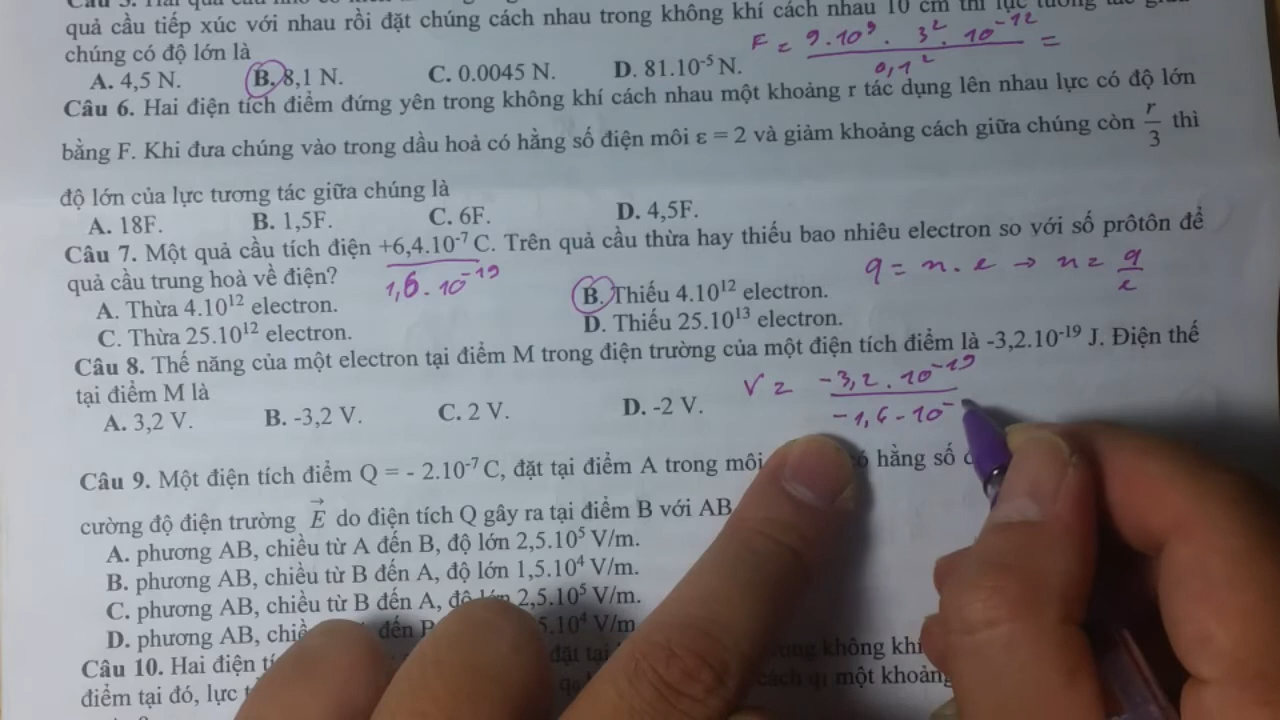 quả cầu tiếp xúc với nhau rồi đặt chúng cách nhau trong không khí cách nhau 10 cm thì lực tương tác giữa
chúng có độ lớn là
F = 9.10⁹. 3². 10⁻¹² / 0,1² =
A. 4,5 N. B. 8,1 N. C. 0.0045 N. D. 81.10⁻⁵ N.
Câu 6. Hai điện tích điểm đứng yên trong không khí cách nhau một khoảng r tác dụng lên nhau lực có độ lớn
bằng F. Khi đưa chúng vào trong dầu hoả có hằng số điện môi ε = 2 và giảm khoảng cách giữa chúng còn r/3 thì
độ lớn của lực tương tác giữa chúng là
A. 18F. B. 1,5F. C. 6F. D. 4,5F.
Câu 7. Một quả cầu tích điện +6,4.10⁻⁷ C. Trên quả cầu thừa hay thiếu bao nhiêu electron so với số prôtôn để
quả cầu trung hoà về điện?
1,6.10⁻¹⁹
q = n.e → n = q/e
A. Thừa 4.10¹² electron. B. Thiếu 4.10¹² electron.
C. Thừa 25.10¹² electron. D. Thiếu 25.10¹³ electron.
Câu 8. Thế năng của một electron tại điểm M trong điện trường của một điện tích điểm là -3,2.10⁻¹⁹ J. Điện thế
tại điểm M là
V = -3,2.10⁻¹⁹ / -1,6.10⁻
A. 3,2 V. B. -3,2 V. C. 2 V. D. -2 V.
Câu 9. Một điện tích điểm Q = - 2.10⁻⁷ C, đặt tại điểm A trong môi có hằng số
cường độ điện trường E⃗ do điện tích Q gây ra tại điểm B với AB
A. phương AB, chiều từ A đến B, độ lớn 2,5.10⁵ V/m.
B. phương AB, chiều từ B đến A, độ lớn 1,5.10⁴ V/m.
C. phương AB, chiều từ B đến A, độ lớn 2,5.10⁵ V/m.
D. phương AB, đến 5.10⁴ V/m
Câu 10. Hai điện đặt tại không khí
điểm tại đó, lực cách q₁ một khoảng